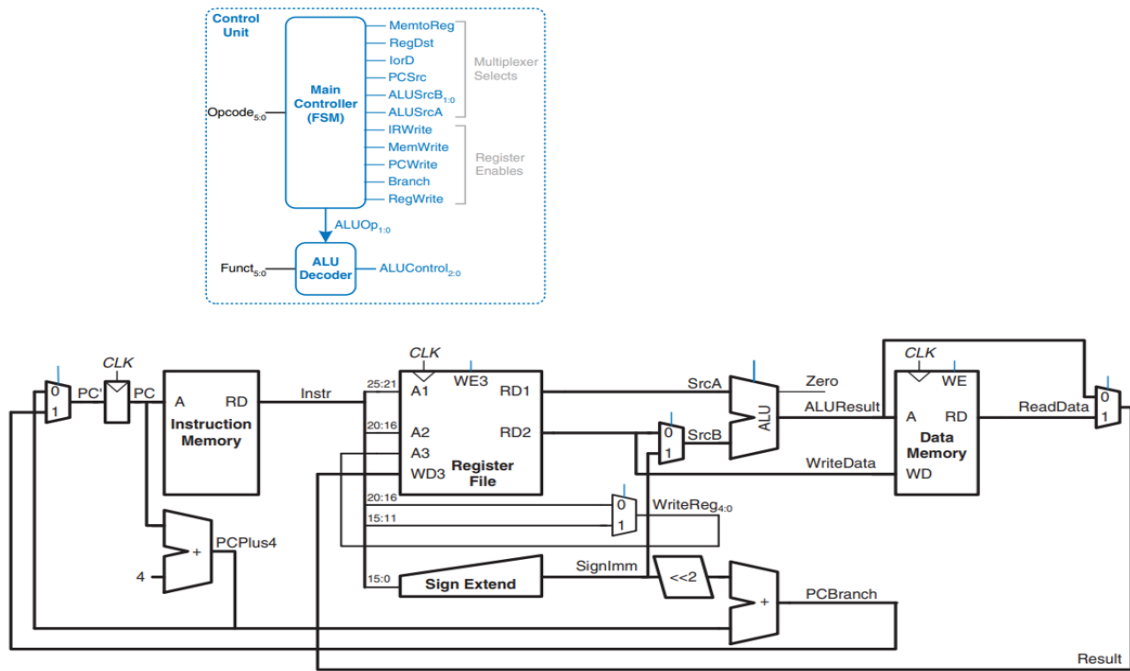 Control
Unit
Main
Controller
(FSM)
Opcode5:0
MemtoReg
RegDst
IorD
PCSrc
ALUSrcB1:0
ALUSrcA
IRWrite
MemWrite
PCWrite
Branch
RegWrite
Multiplexer
Selects
Register
Enables
ALUOp1:0
Funct5:0
ALU
Decoder
ALUControl2:0
CLK
CLK
CLK
0
1
PC'
PC
A
RD
Instruction
Memory
Instr
25:21
20:16
A1
A2
A3
WD3
WE3
RD1
RD2
Register
File
SrcA
0
1
SrcB
ALU
Zero
ALUResult
WriteData
A
WE
RD
Data
Memory
WD
ReadData
0
1
20:16
15:11
0
1
WriteReg4:0
4
+
PCPlus4
15:0
Sign Extend
SignImm
<<2
+
PCBranch
Result